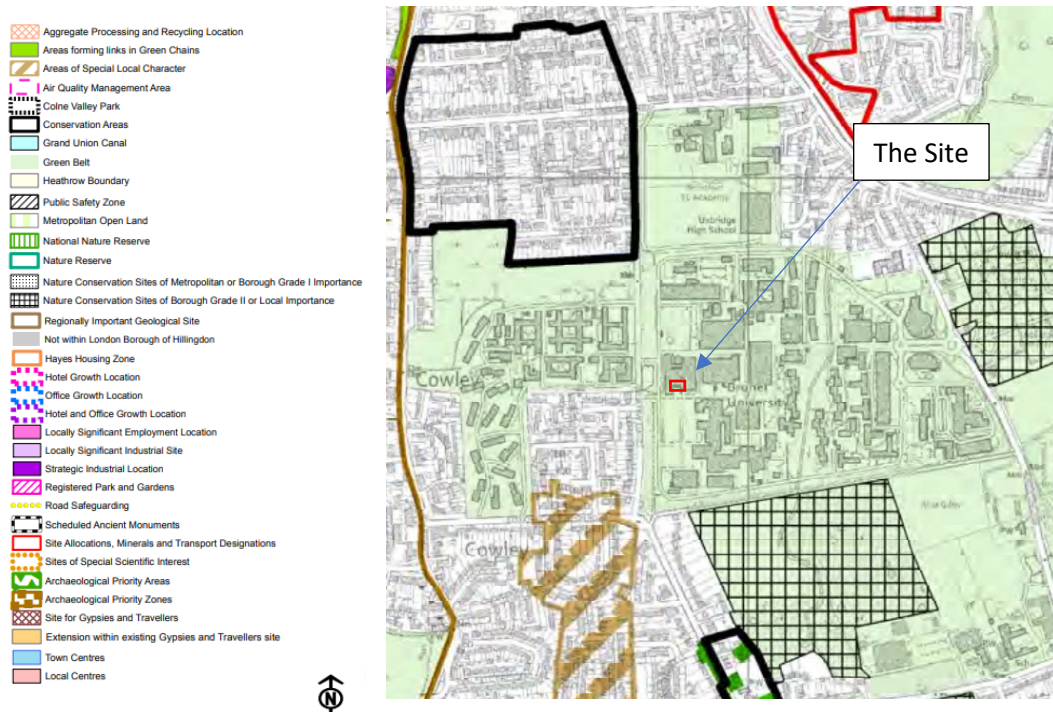 Aggregate Processing and Recycling Location
Areas forming links in Green Chains
Areas of Special Local Character
Air Quality Management Area
Colne Valley Park
Conservation Areas
Grand Union Canal
Green Belt
Heathrow Boundary
Public Safety Zone
Metropolitan Open Land
National Nature Reserve
Nature Reserve
Nature Conservation Sites of Metropolitan or Borough Grade I Importance
Nature Conservation Sites of Borough Grade II or Local Importance
Regionally Important Geological Site
Not within London Borough of Hillingdon
Hayes Housing Zone
Hotel Growth Location
Office Growth Location
Hotel and Office Growth Location
Locally Significant Employment Location
Locally Significant Industrial Site
Strategic Industrial Location
Registered Park and Gardens
Road Safeguarding
Scheduled Ancient Monuments
Site Allocations, Minerals and Transport Designations
Sites of Special Scientific Interest
Archaeological Priority Areas
Archaeological Priority Zones
Site for Gypsies and Travellers
Extension within existing Gypsies and Travellers site
Town Centres
Local Centres
N
The Site
Uxbridge
High School
Cowley
Brunel
University
Cowley